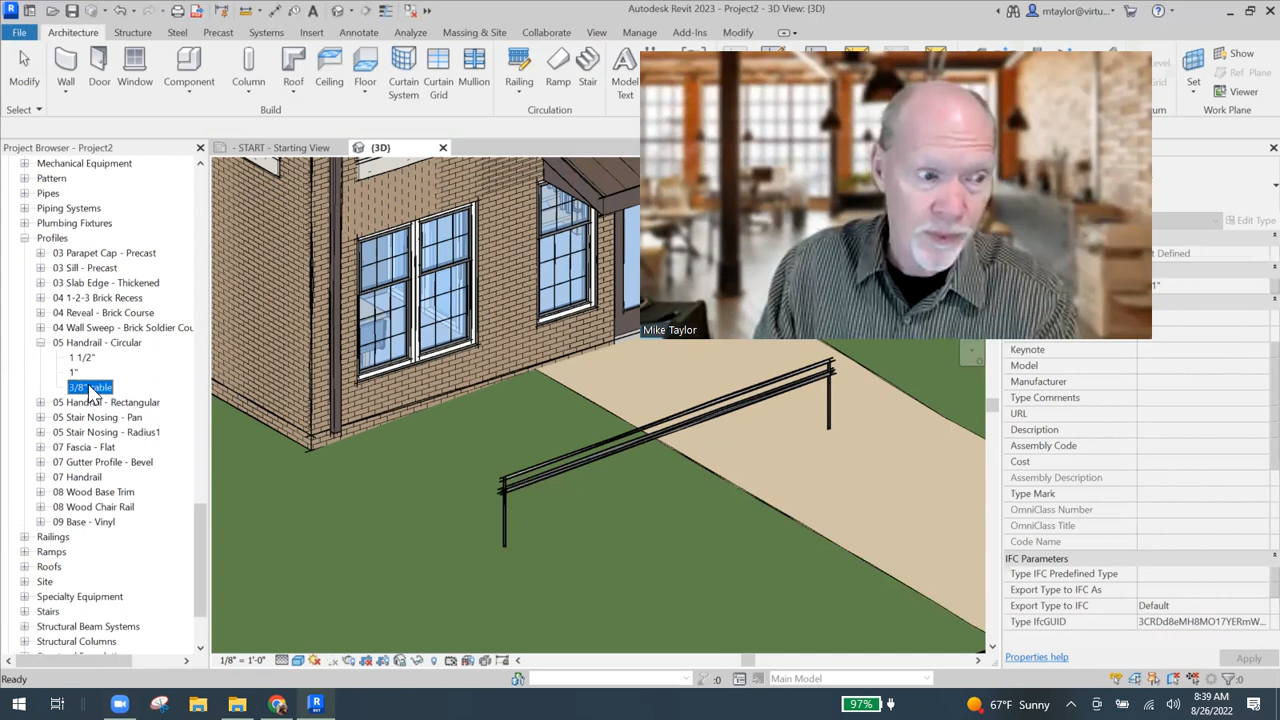 Autodesk Revit 2023 - Project2 - 3D View: {3D}
mtaylor@virtu...
File Architecture Structure Steel Precast Systems Insert Annotate Analyze Massing & Site Collaborate View Manage Add-Ins Modify
Modify Wall Door Window Component Column Roof Ceiling Floor Curtain System Curtain Grid Mullion Railing Ramp Stair Model Text
Set Show
Ref Plane
Viewer
Select Build Circulation Work Plane
Project Browser - Project2
- START - Starting View {3D}
Mechanical Equipment
Pattern
Pipes
Piping Systems
Plumbing Fixtures
Profiles
03 Parapet Cap - Precast
03 Sill - Precast
03 Slab Edge - Thickened
04 1-2-3 Brick Recess
04 Reveal - Brick Course
04 Wall Sweep - Brick Soldier Cou
05 Handrail - Circular
1 1/2"
1"
05 Stair Nosing - Pan
05 Stair Nosing - Radius1
07 Fascia - Flat
07 Gutter Profile - Bevel
07 Handrail
08 Wood Base Trim
08 Wood Chair Rail
09 Base - Vinyl
Railings
Ramps
Roofs
Site
Specialty Equipment
Stairs
Structural Beam Systems
Structural Columns
Mike Taylor
Edit Type
Keynote
Model
Manufacturer
Type Comments
URL
Description
Assembly Code
Cost
Assembly Description
Type Mark
OmniClass Number
OmniClass Title
Code Name
IFC Parameters
Type IFC Predefined Type
Export Type to IFC As
Export Type to IFC Default
Type IfcGUID 3CRDd8eMH8MO17YERmW...
Properties help Apply
1/8" = 1'-0"
Ready :0 Main Model :0
97% 67°F Sunny 8:39 AM
8/26/2022